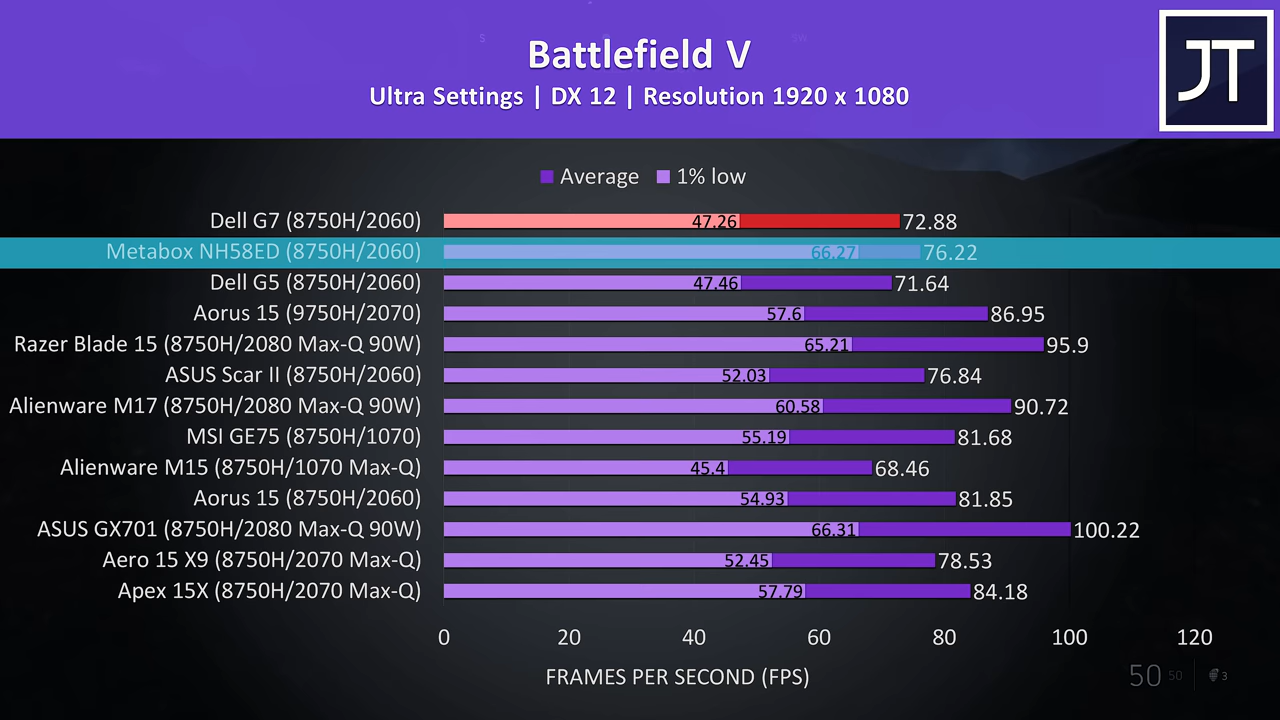 Battlefield V
Ultra Settings | DX 12 | Resolution 1920 x 1080
JT
Average 1% low
Dell G7 (8750H/2060) 47.26 72.88
Metabox NH58ED (8750H/2060) 66.27 76.22
Dell G5 (8750H/2060) 47.46 71.64
Aorus 15 (9750H/2070) 57.6 86.95
Razer Blade 15 (8750H/2080 Max-Q 90W) 65.21 95.9
ASUS Scar II (8750H/2060) 52.03 76.84
Alienware M17 (8750H/2080 Max-Q 90W) 60.58 90.72
MSI GE75 (8750H/1070) 55.19 81.68
Alienware M15 (8750H/1070 Max-Q) 45.4 68.46
Aorus 15 (8750H/2060) 54.93 81.85
ASUS GX701 (8750H/2080 Max-Q 90W) 66.31 100.22
Aero 15 X9 (8750H/2070 Max-Q) 52.45 78.53
Apex 15X (8750H/2070 Max-Q) 57.79 84.18
0 20 40 60 80 100 120
FRAMES PER SECOND (FPS)
50 50 3